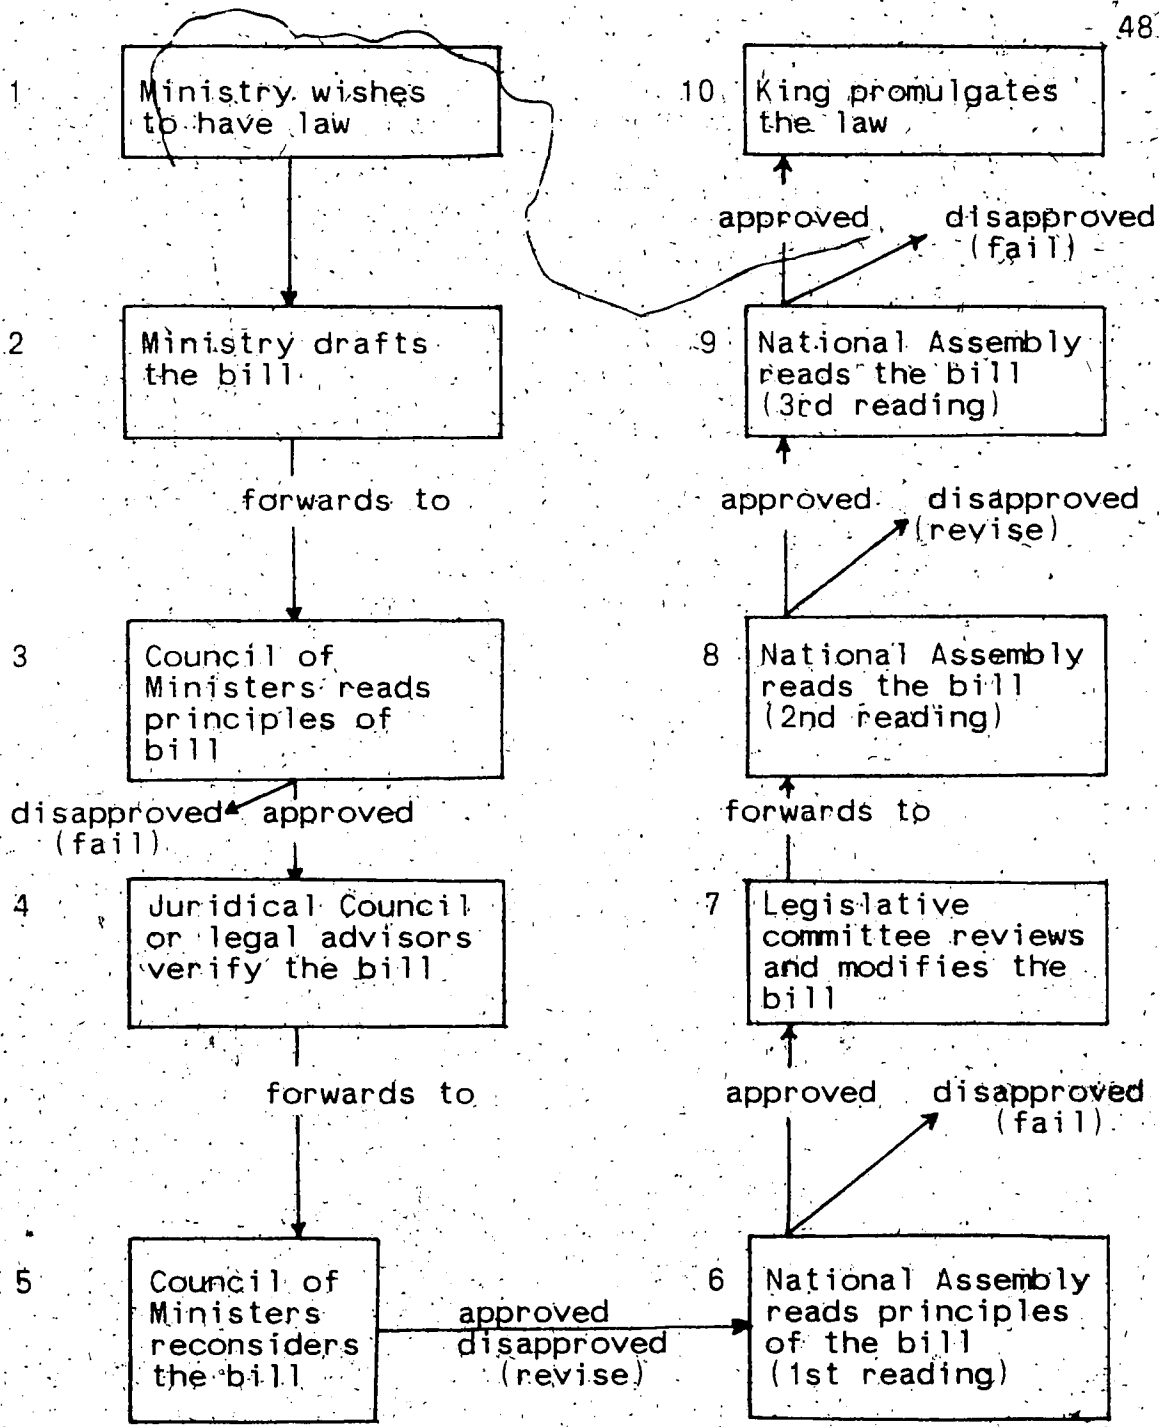 48
1
Ministry wishes
to have law
2
Ministry drafts
the bill
forwards to
3
Council of
Ministers reads
principles of
bill
disapproved approved
(fail)
4
Juridical Council
or legal advisors
verify the bill
forwards to
5
Council of
Ministers
reconsiders
the bill
approved
disapproved
(revise)
6
National Assembly
reads principles
of the bill
(1st reading)
approved disapproved
(fail)
7
Legislative
committee reviews
and modifies the
bill
forwards to
8
National Assembly
reads the bill
(2nd reading)
approved disapproved
(revise)
9
National Assembly
reads the bill
(3rd reading)
approved disapproved
(fail)
10
King promulgates
the law